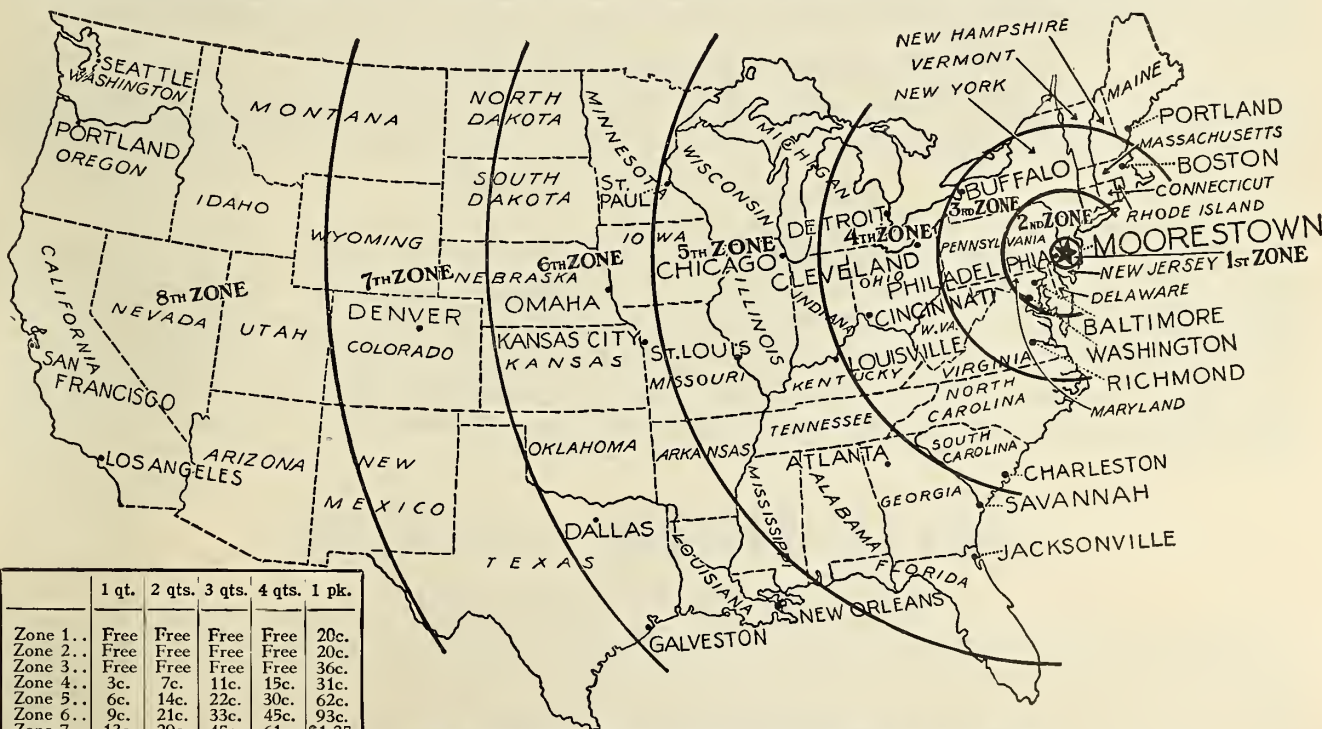 NEW HAMPSHIRE
VERMONT
NEW YORK
MAINE
PORTLAND
MASSACHUSETTS
BOSTON
CONNECTICUT
RHODE ISLAND
MOORESTOWN
NEW JERSEY 1ST ZONE
DELAWARE
BALTIMORE
WASHINGTON
RICHMOND
MARYLAND
CHARLESTON
SAVANNAH
JACKSONVILLE
SEATTLE
WASHINGTON
PORTLAND
OREGON
MONTANA
IDAHO
WYOMING
NORTH
DAKOTA
SOUTH
DAKOTA
MINNESOTA
ST.
PAUL
WISCONSIN
MICHEGAN
DETROIT
BUFFALO
3RD ZONE
2ND ZONE
4TH ZONE
PENNSYLVANIA
PHILADELPHIA
IOWA
5TH ZONE
CHICAGO
CLEVELAND
OHIO
CINCINNATI
W.VA.
INDIANA
ILLINOIS
CALIFORNIA
8TH ZONE
NEVADA
UTAH
7TH ZONE
NEBRASKA
6TH ZONE
OMAHA
DENVER
COLORADO
KANSAS CITY
KANSAS
ST. LOUIS
MISSOURI
LOUISVILLE
KENTUCKY
VIRGINIA
NORTH
CAROLINA
SAN
FRANCISCO
LOS ANGELES
ARIZONA
NEW
MEXICO
OKLAHOMA
ARKANSAS
TENNESSEE
SOUTH
CAROLINA
ATLANTA
GEORGIA
ALABAMA
MISSISSIPPI
DALLAS
TEXAS
LOUISIANA
FLORIDA
NEW ORLEANS
GALVESTON
1 qt. 2 qts. 3 qts. 4 qts. 1 pk.
Zone 1.. Free Free Free Free 20c.
Zone 2.. Free Free Free Free 20c.
Zone 3.. Free Free Free Free 36c.
Zone 4.. 3c. 7c. 11c. 15c. 31c.
Zone 5.. 6c. 14c. 22c. 30c. 62c.
Zone 6.. 9c. 21c. 33c. 45c. 93c.
Zone 7